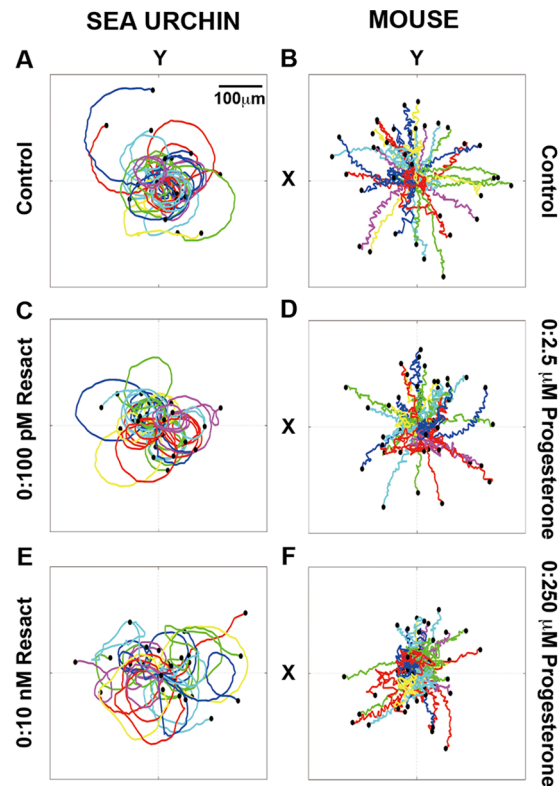 SEA URCHIN MOUSE
Y Y
A B
100μm
Control X Control
C D
0:100 pM Resact X 0:2.5 μM Progesterone
E F
0:10 nM Resact X 0:250 μM Progesterone